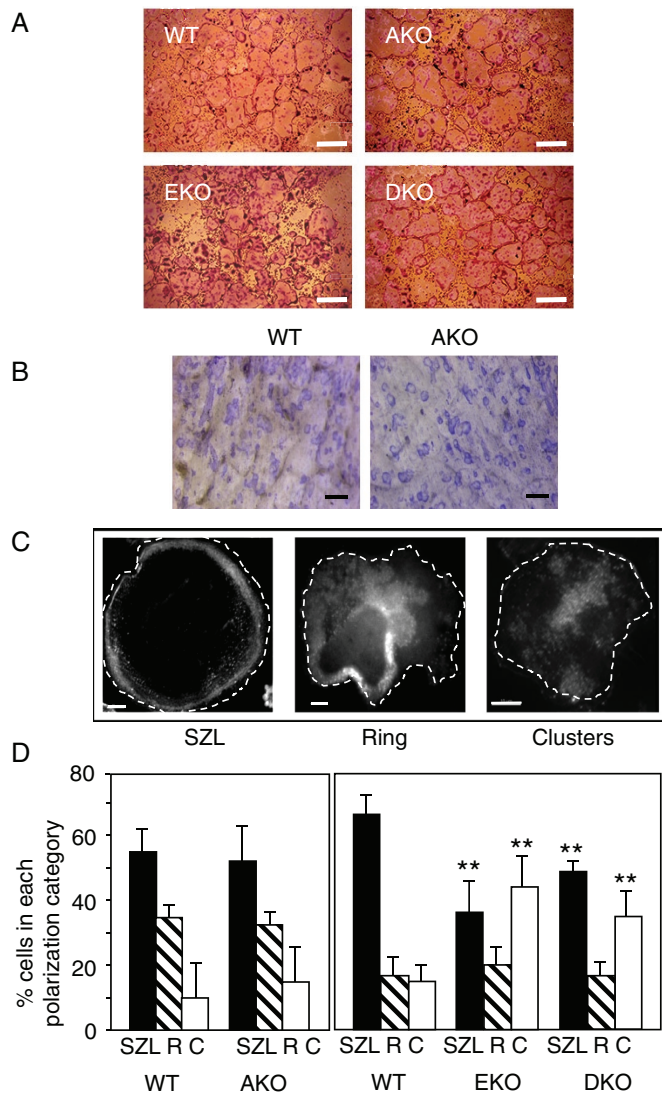 A
WT
AKO
EKO
DKO
WT
AKO
B
C
SZL
Ring
Clusters
D
% cells in each
polarization category
80
60
40
20
0
** ** ** **
SZL R C SZL R C SZL R C SZL R C SZL R C
WT AKO WT EKO DKO